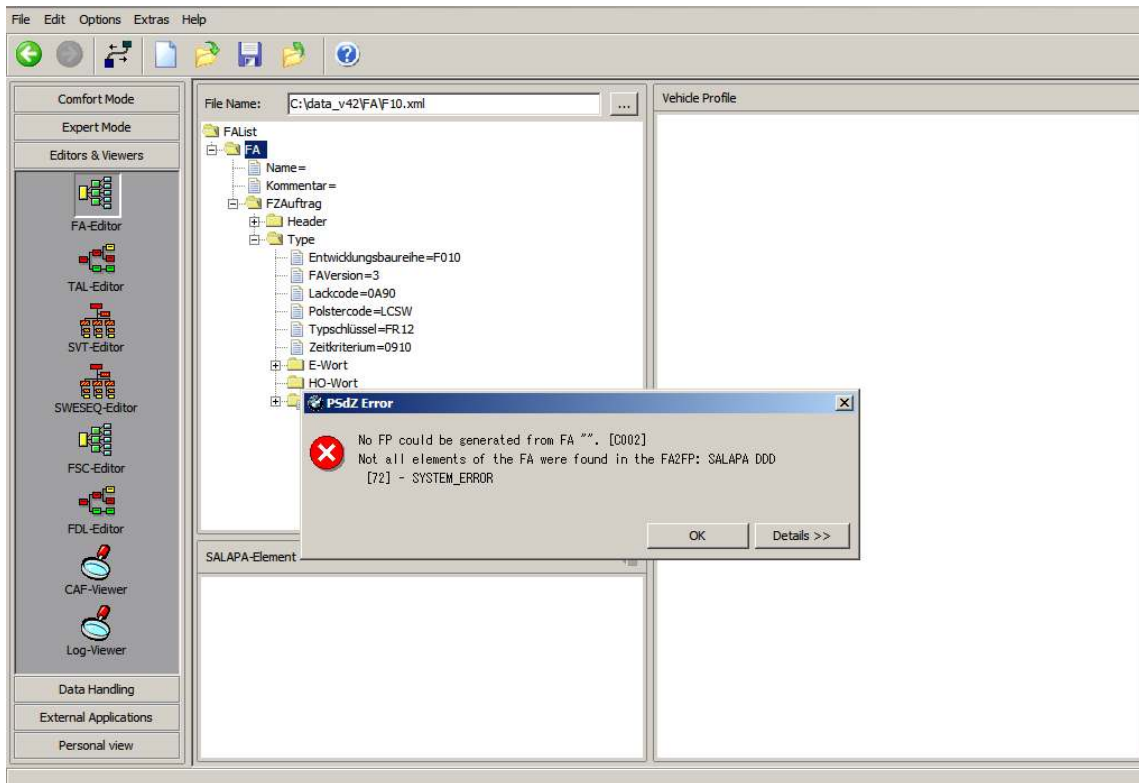 File Edit Options Extras Help
Comfort Mode
Expert Mode
Editors & Viewers
FA-Editor
TAL-Editor
SVT-Editor
SWESEQ-Editor
FSC-Editor
FDL-Editor
CAF-Viewer
Log-Viewer
Data Handling
External Applications
Personal view
File Name: C:\data_v42\FA\F10.xml ...
FAList
FA
Name=
Kommentar=
FZAuftrag
Header
Type
Entwicklungsbaureihe=F010
FAVersion=3
Lackcode=0A90
Polstercode=LCSW
Typschlüssel=FR12
Zeitkriterium=0910
E-Wort
HO-Wort
SALAPA-Element
Vehicle Profile
PSdZ Error
No FP could be generated from FA "". [C002]
Not all elements of the FA were found in the FA2FP: SALAPA DDD
[72] - SYSTEM_ERROR
OK Details >>